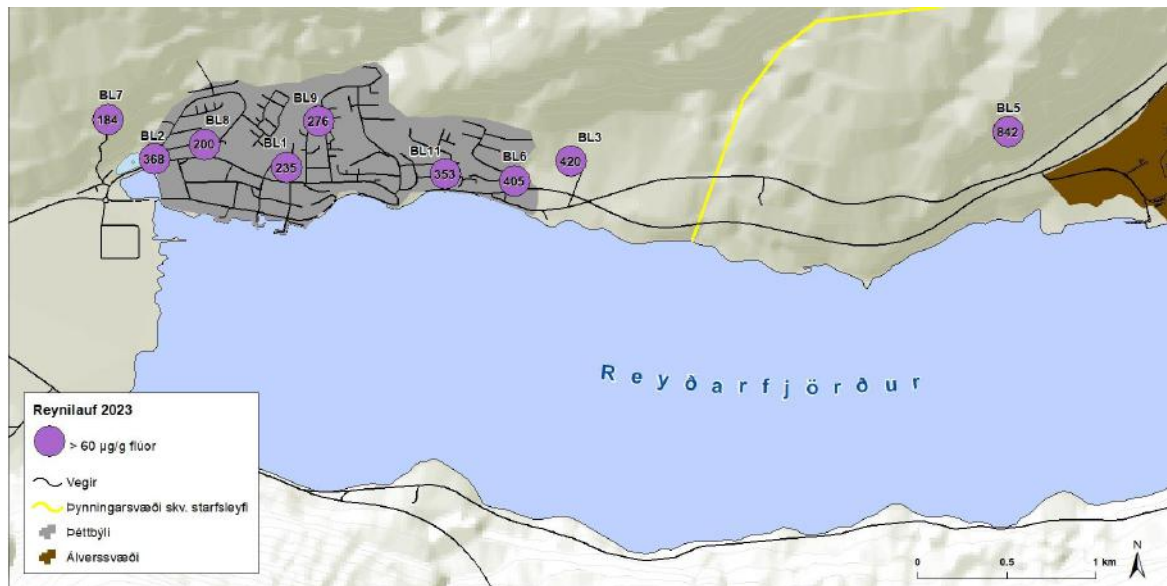 BL7
184
BL2
368
BL8
200
BL1
235
BL9
276
BL11
353
BL6
405
BL3
420
BL5
842
Reyðarfjörður
Reynilauf 2023
> 60 µg/g flúor
Vegir
Þynningarsvæði skv. starfsleyfi
Þéttbýli
Álverssvæði
0 0.5 1 km
N